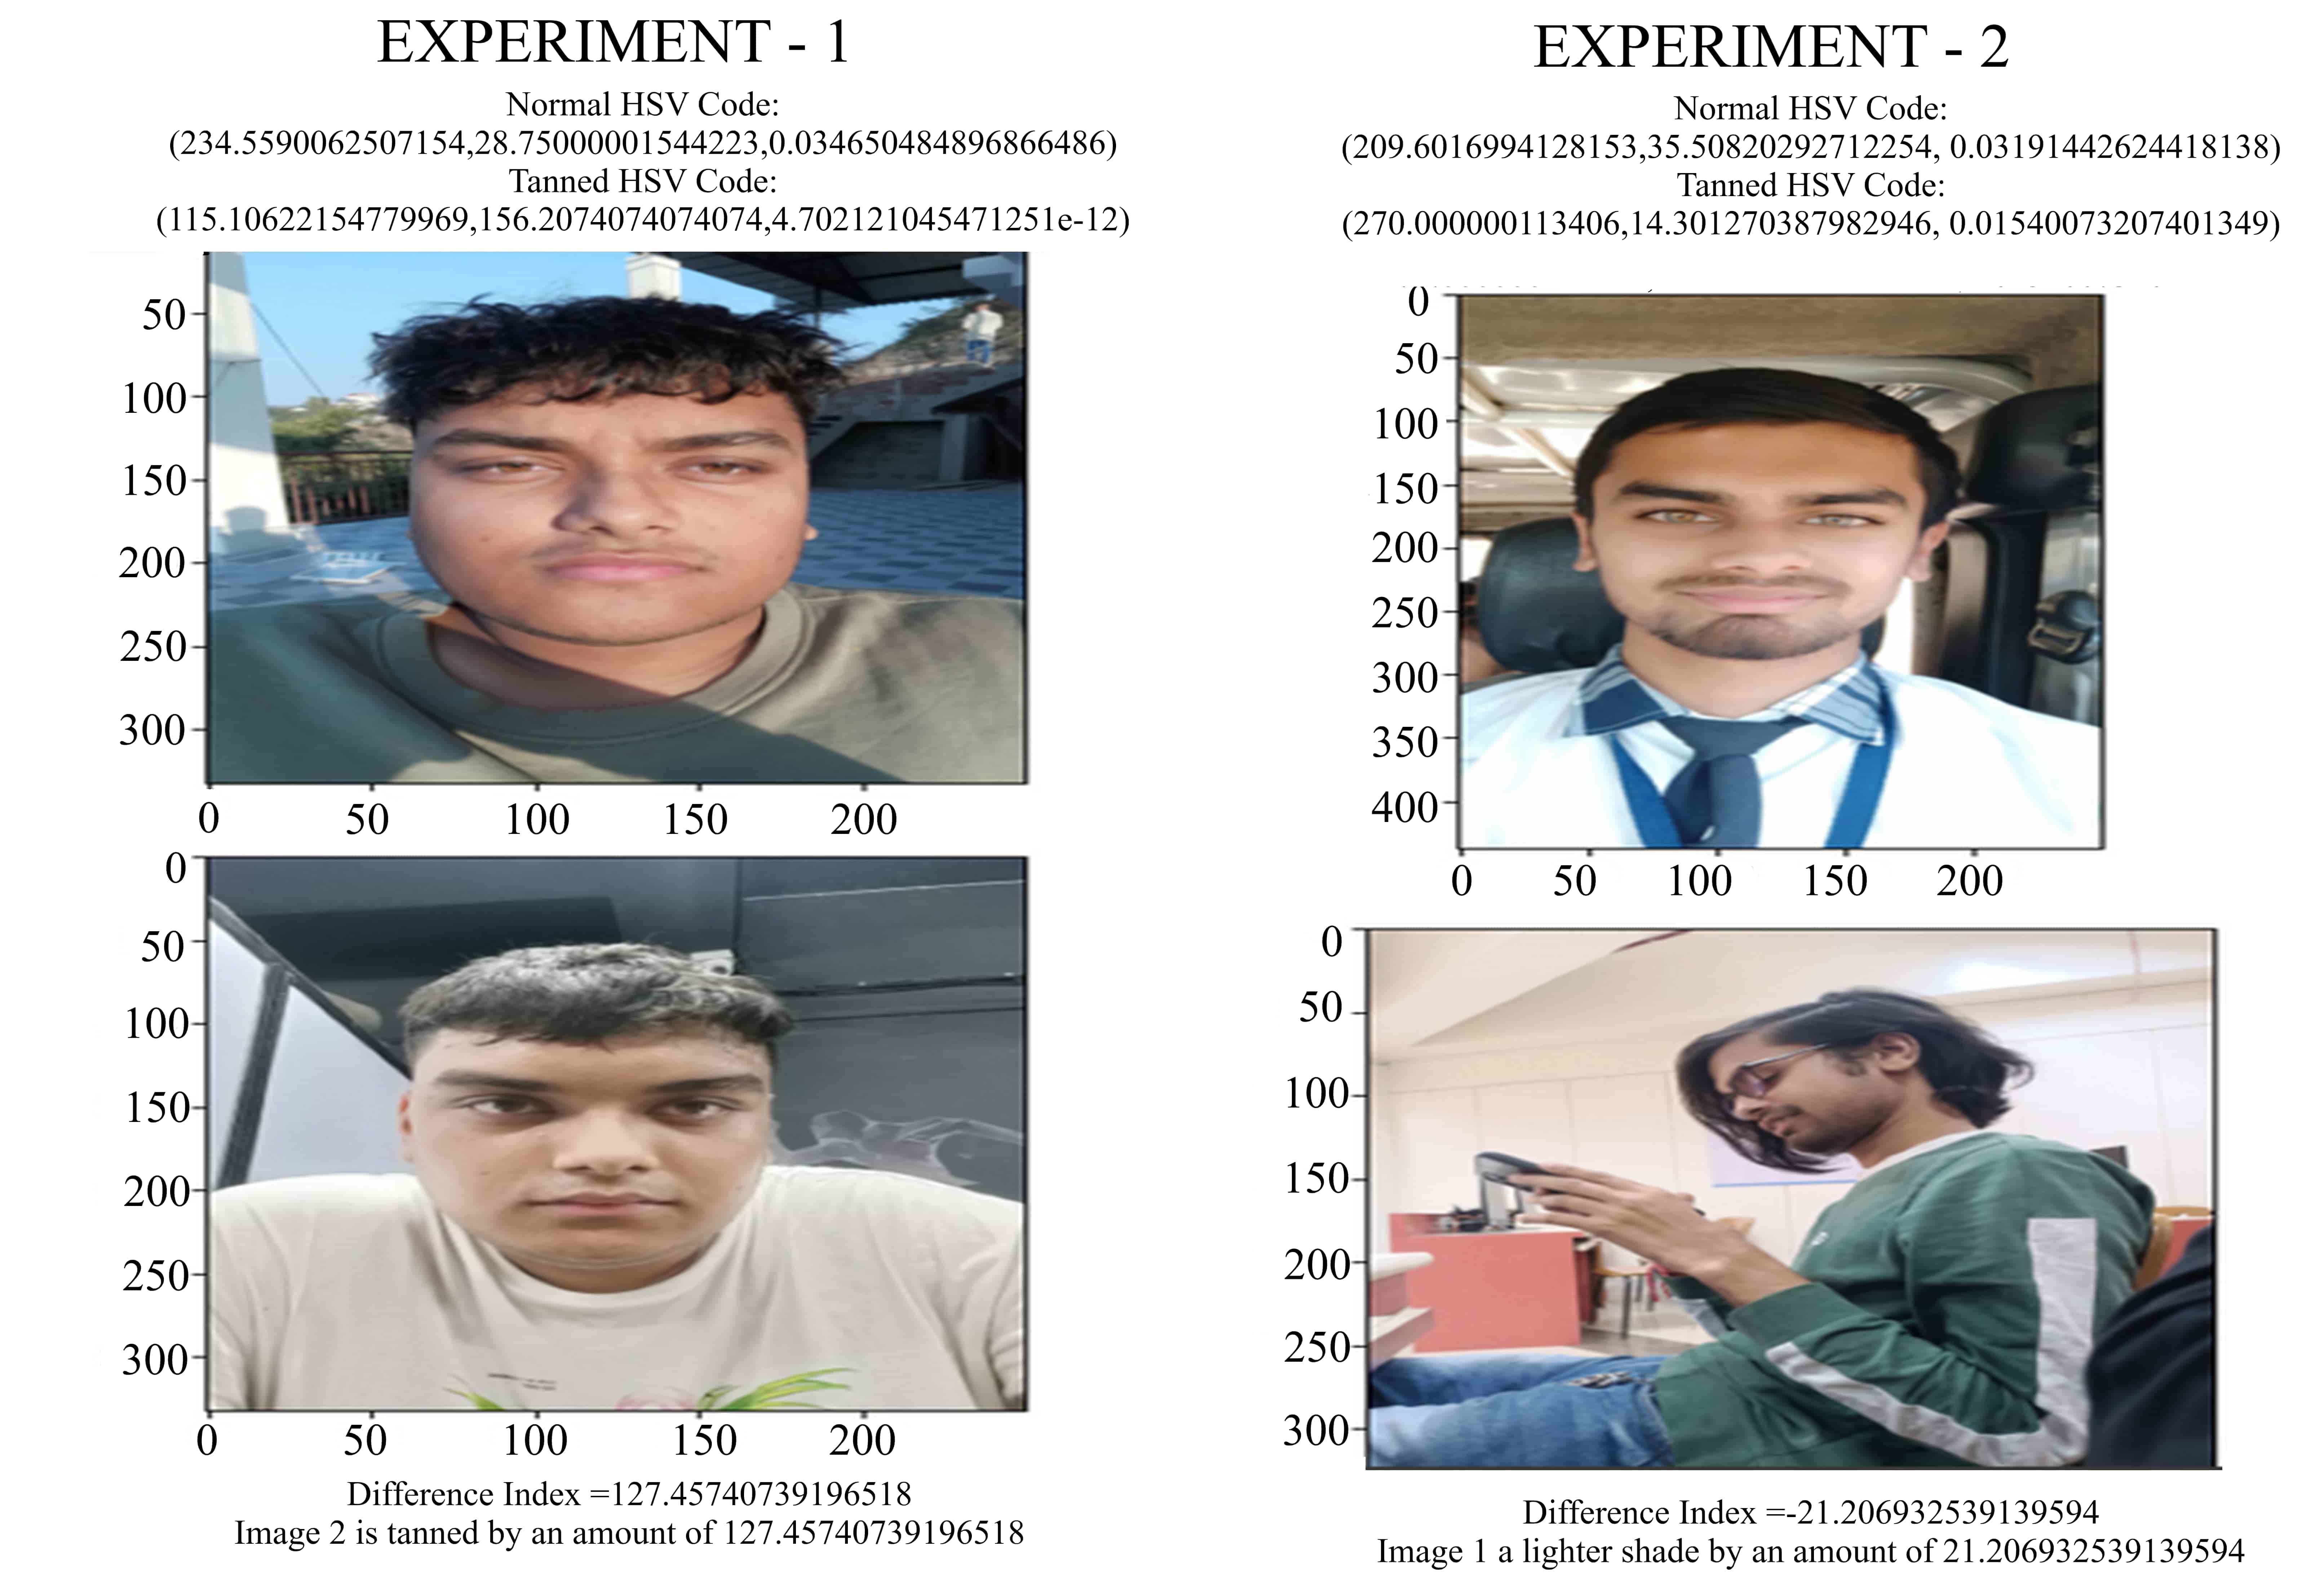 EXPERIMENT - 1
Normal HSV Code:
(234.5590062507154,28.75000001544223,0.034650484896866486)
Tanned HSV Code:
(115.10622154779969,156.2074074074074,4.702121045471251e-12)
50
100
150
200
250
300
0 50 100 150 200
0
50
100
150
200
250
300
0 50 100 150 200
Difference Index =127.45740739196518
Image 2 is tanned by an amount of 127.45740739196518
EXPERIMENT - 2
Normal HSV Code:
(209.6016994128153,35.50820292712254, 0.03191442624418138)
Tanned HSV Code:
(270.000000113406,14.301270387982946, 0.01540073207401349)
0
50
100
150
200
250
300
350
400
0 50 100 150 200
0
50
100
150
200
250
300
Difference Index =-21.206932539139594
Image 1 a lighter shade by an amount of 21.206932539139594